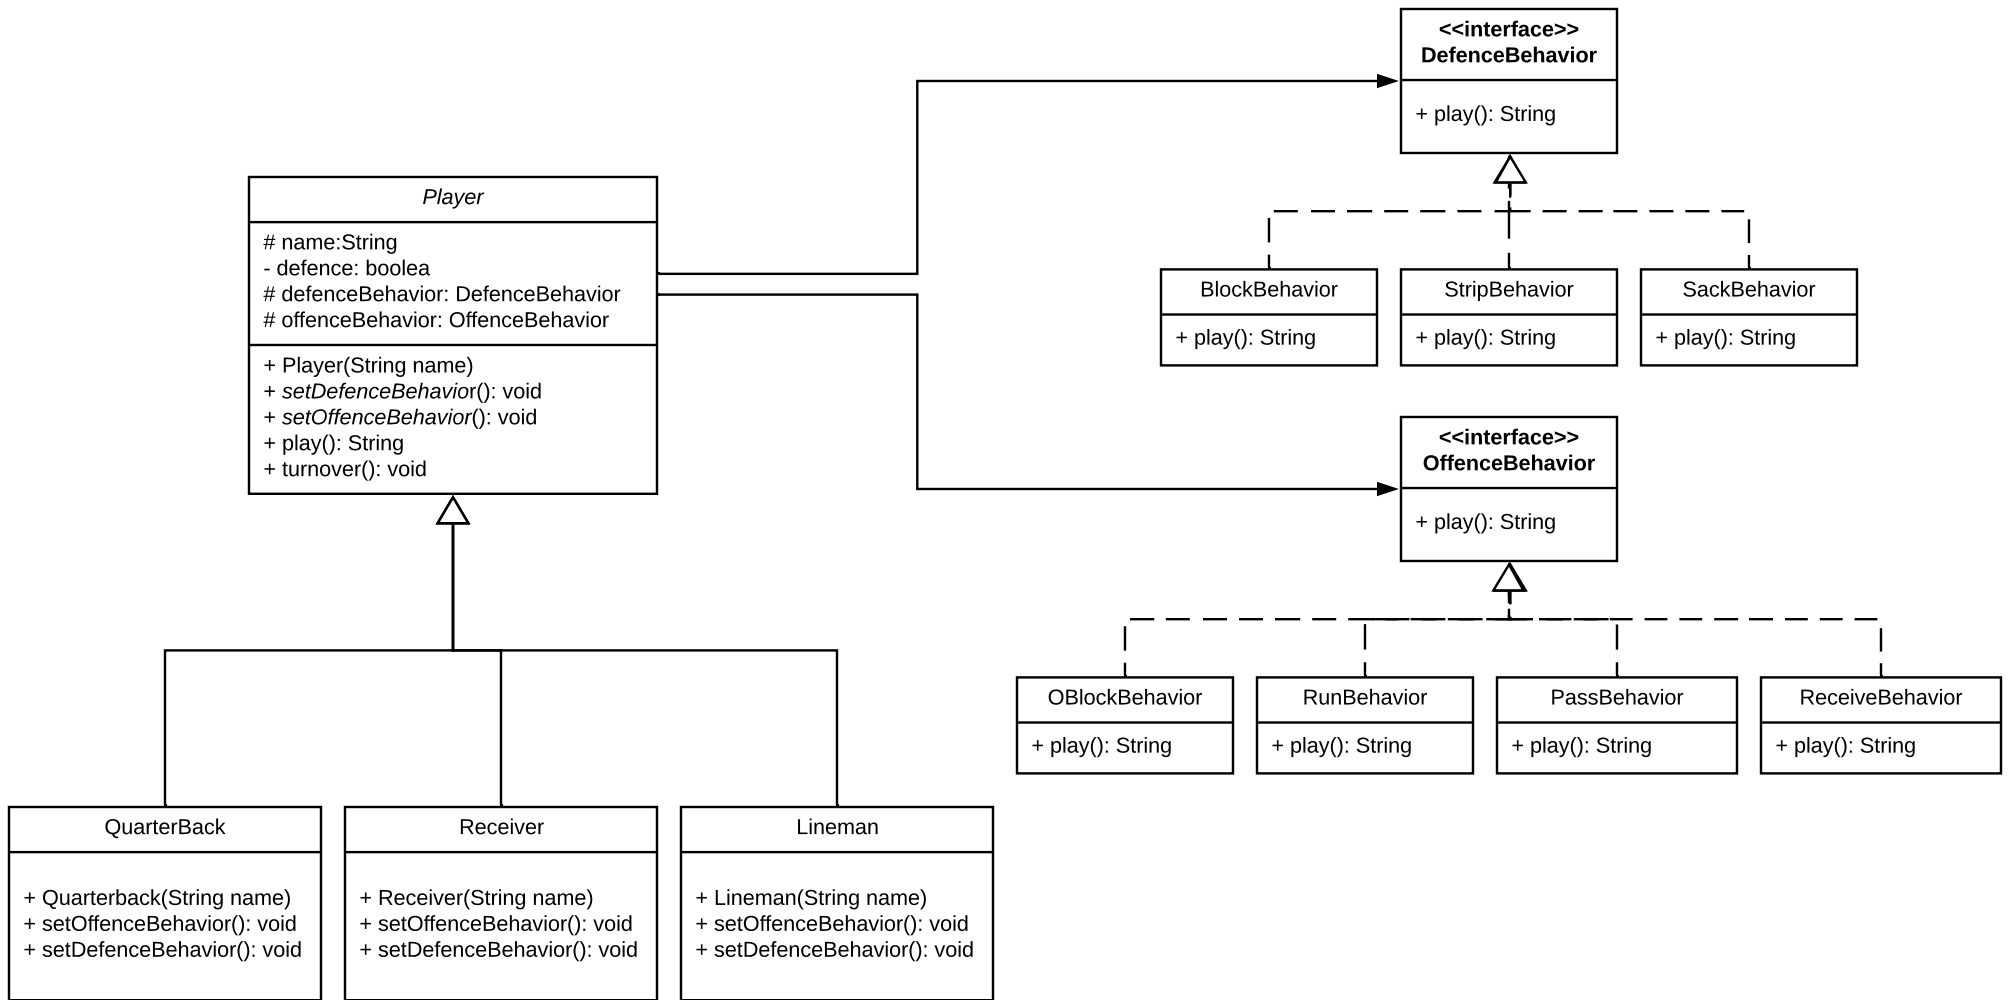 <<interface>>
DefenceBehavior
+ play(): String
Player
# name:String
- defence: boolea
# defenceBehavior: DefenceBehavior
# offenceBehavior: OffenceBehavior
+ Player(String name)
+ setDefenceBehavior(): void
+ setOffenceBehavior(): void
+ play(): String
+ turnover(): void
BlockBehavior
+ play(): String
StripBehavior
+ play(): String
SackBehavior
+ play(): String
<<interface>>
OffenceBehavior
+ play(): String
OBlockBehavior
+ play(): String
RunBehavior
+ play(): String
PassBehavior
+ play(): String
ReceiveBehavior
+ play(): String
QuarterBack
+ Quarterback(String name)
+ setOffenceBehavior(): void
+ setDefenceBehavior(): void
Receiver
+ Receiver(String name)
+ setOffenceBehavior(): void
+ setDefenceBehavior(): void
Lineman
+ Lineman(String name)
+ setOffenceBehavior(): void
+ setDefenceBehavior(): void